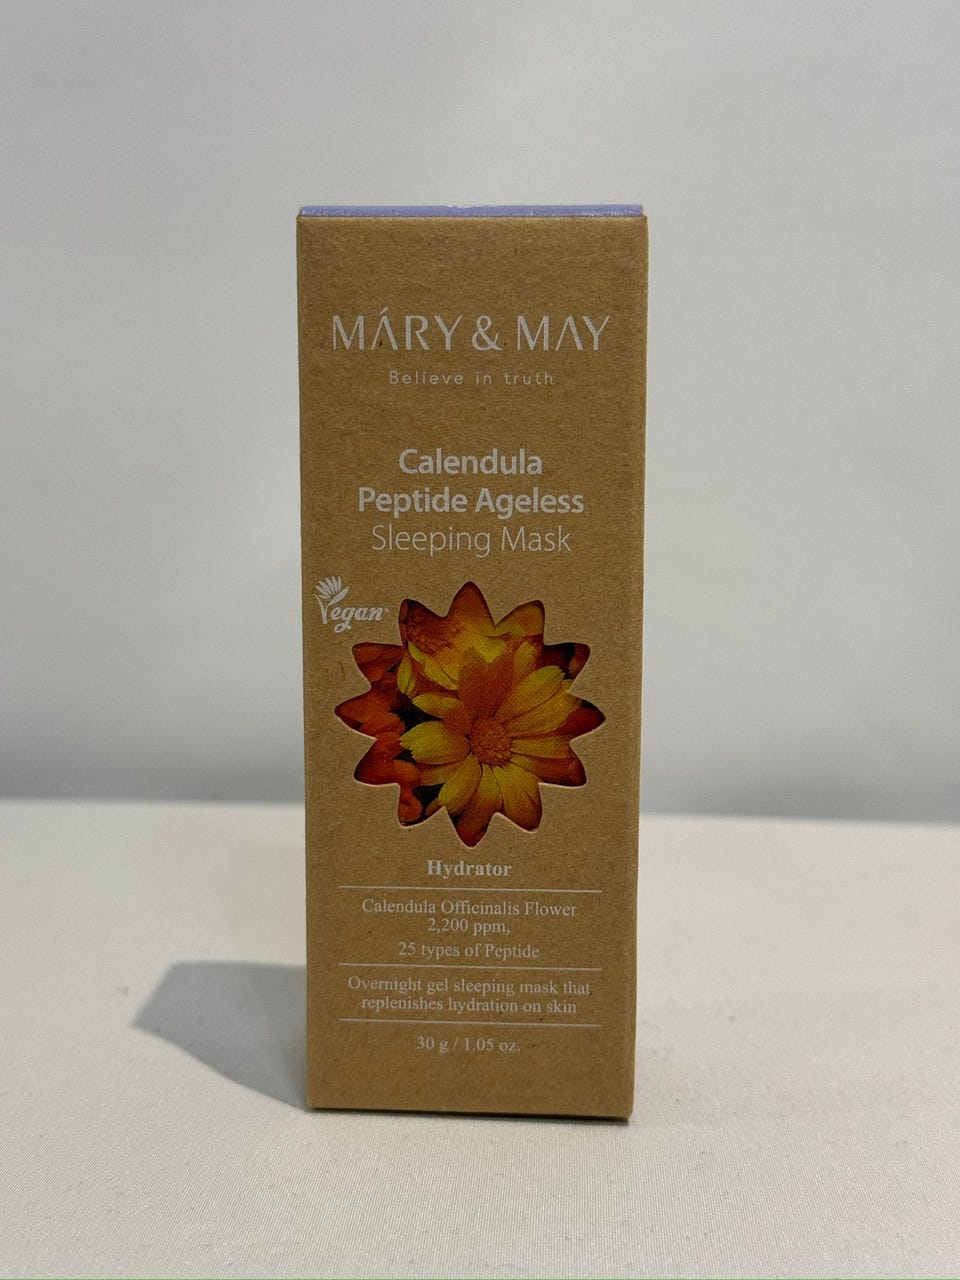 MÁRY & MAY
Believe in truth
Calendula
Peptide Ageless
Sleeping Mask
Vegan
Hydrator
Calendula Officinalis Flower
2,200 ppm,
25 types of Peptide
Overnight gel sleeping mask that
replenishes hydration on skin
30 g / 1.05 oz.